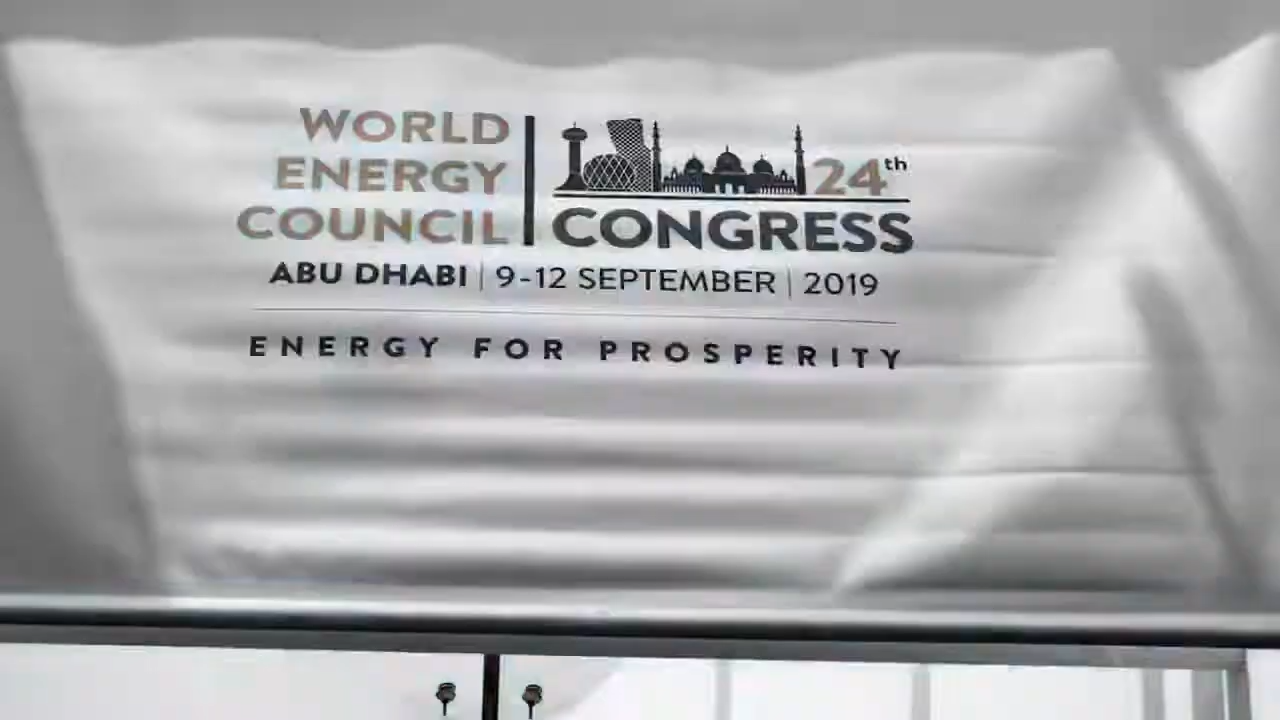 WORLD
ENERGY
COUNCIL
24th
CONGRESS
ABU DHABI | 9-12 SEPTEMBER | 2019
ENERGY FOR PROSPERITY